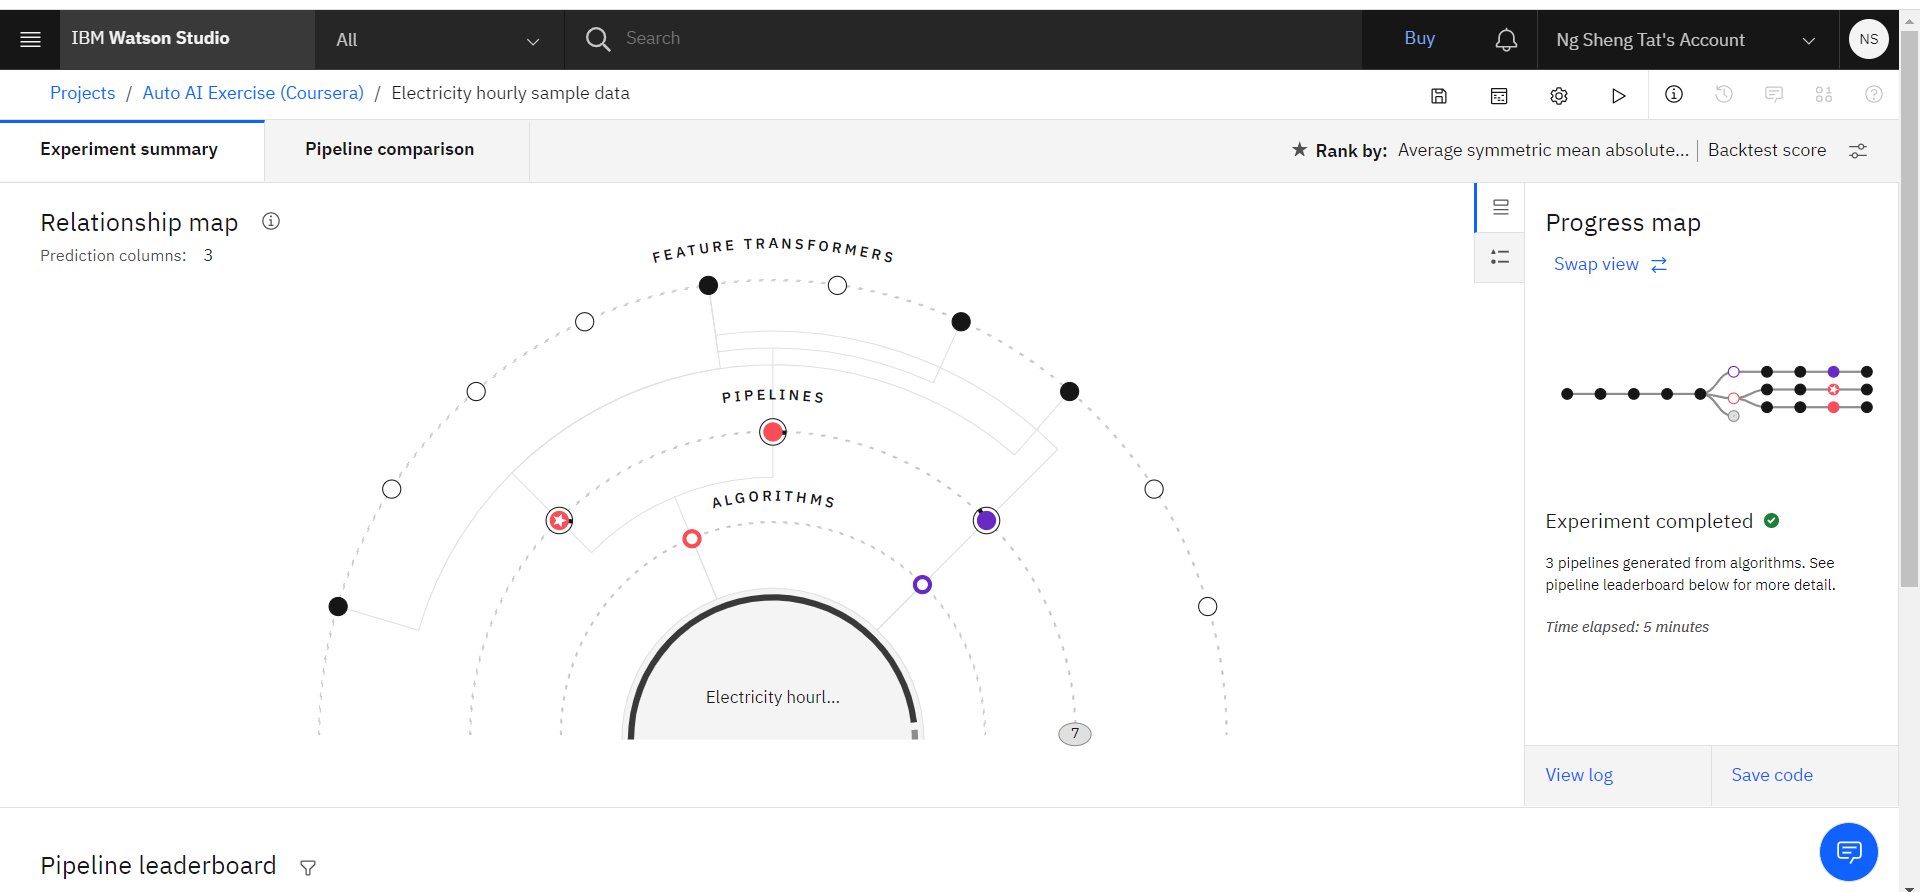 IBM Watson Studio
All
Search
Buy
Ng Sheng Tat's Account
NS
Projects / Auto AI Exercise (Coursera) / Electricity hourly sample data
Experiment summary
Pipeline comparison
Rank by: Average symmetric mean absolute... | Backtest score
Relationship map
Prediction columns: 3
FEATURE TRANSFORMERS
PIPELINES
ALGORITHMS
Electricity hourl...
7
Progress map
Swap view
Experiment completed
3 pipelines generated from algorithms. See
pipeline leaderboard below for more detail.
Time elapsed: 5 minutes
View log
Save code
Pipeline leaderboard